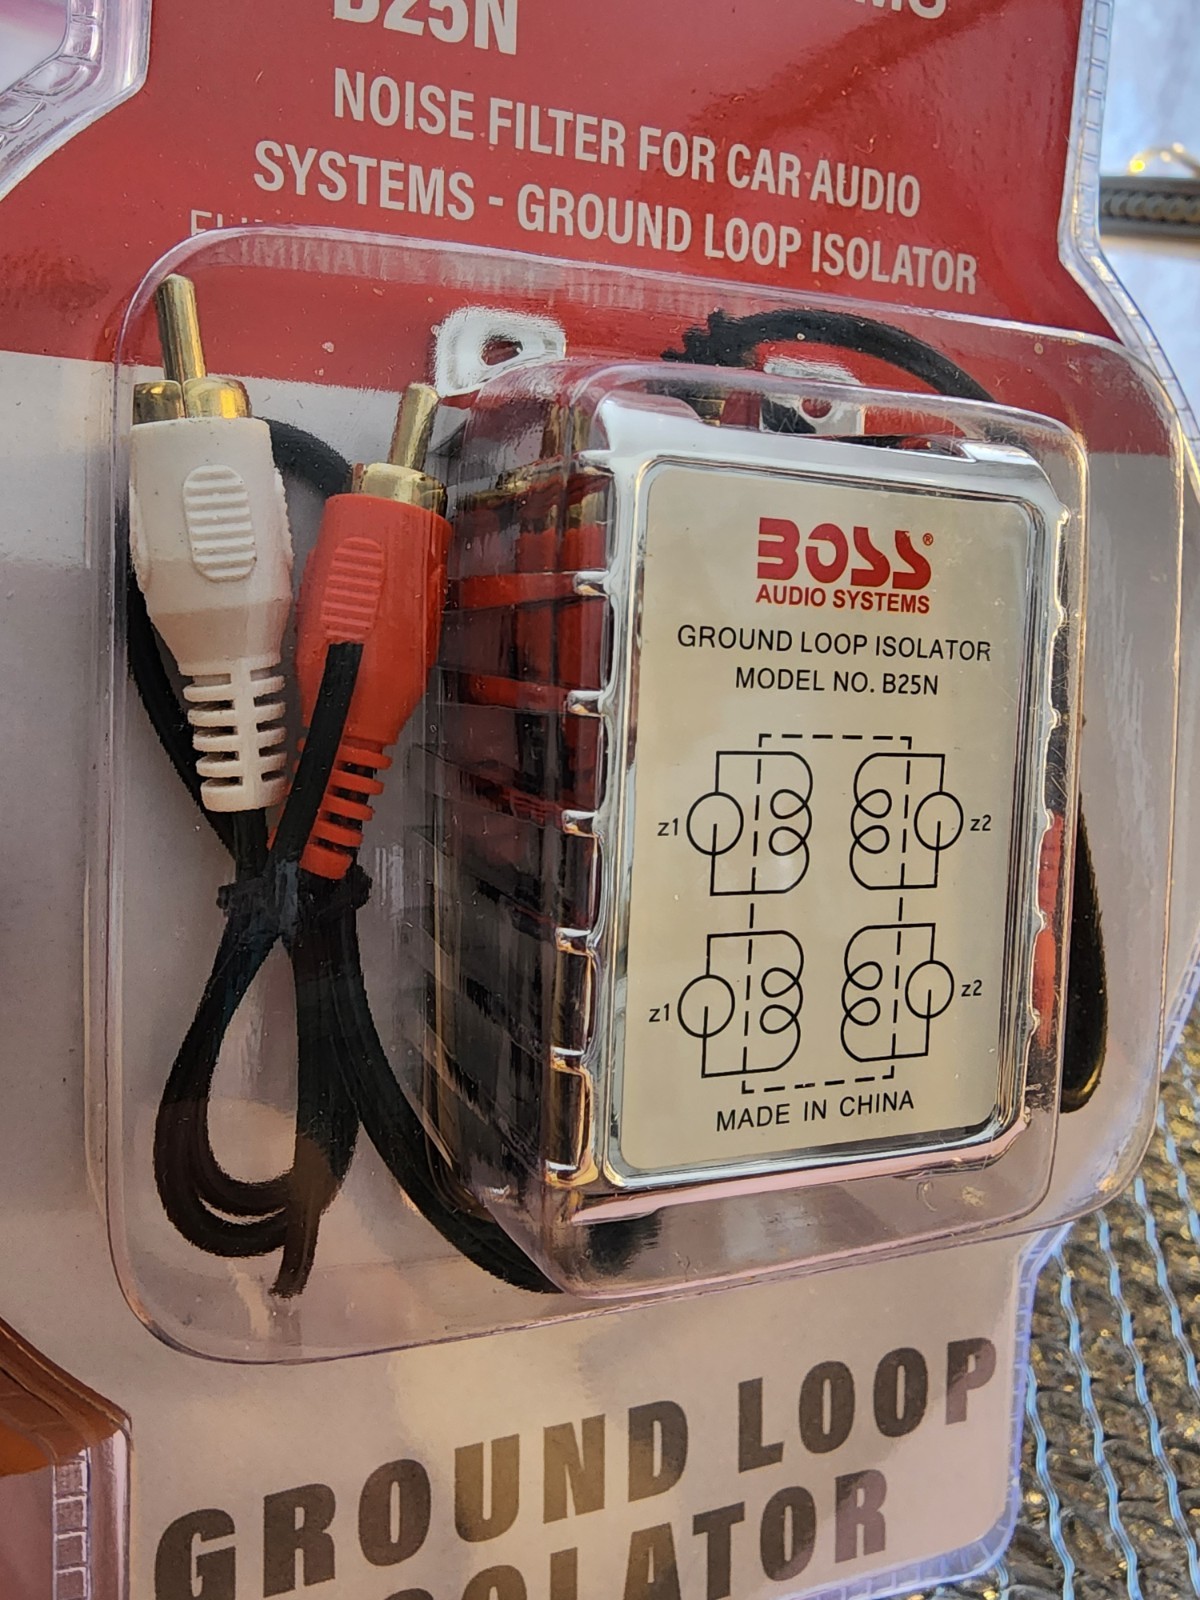 B25N
NOISE FILTER FOR CAR AUDIO
SYSTEMS - GROUND LOOP ISOLATOR
BOSS®
AUDIO SYSTEMS
GROUND LOOP ISOLATOR
MODEL NO. B25N
z1 z2
z1 z2
MADE IN CHINA
GROUND LOOP